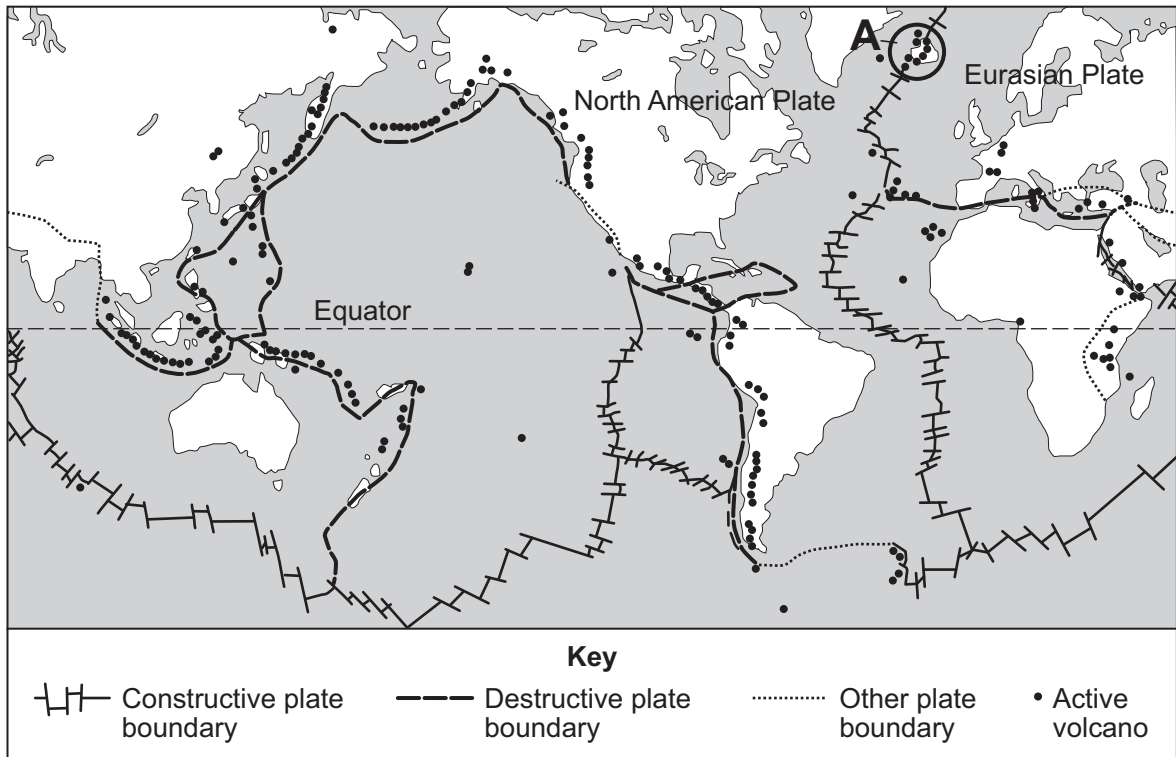 A
Eurasian Plate
North American Plate
Equator
Key
Constructive plate
boundary
Destructive plate
boundary
Other plate
boundary
Active
volcano